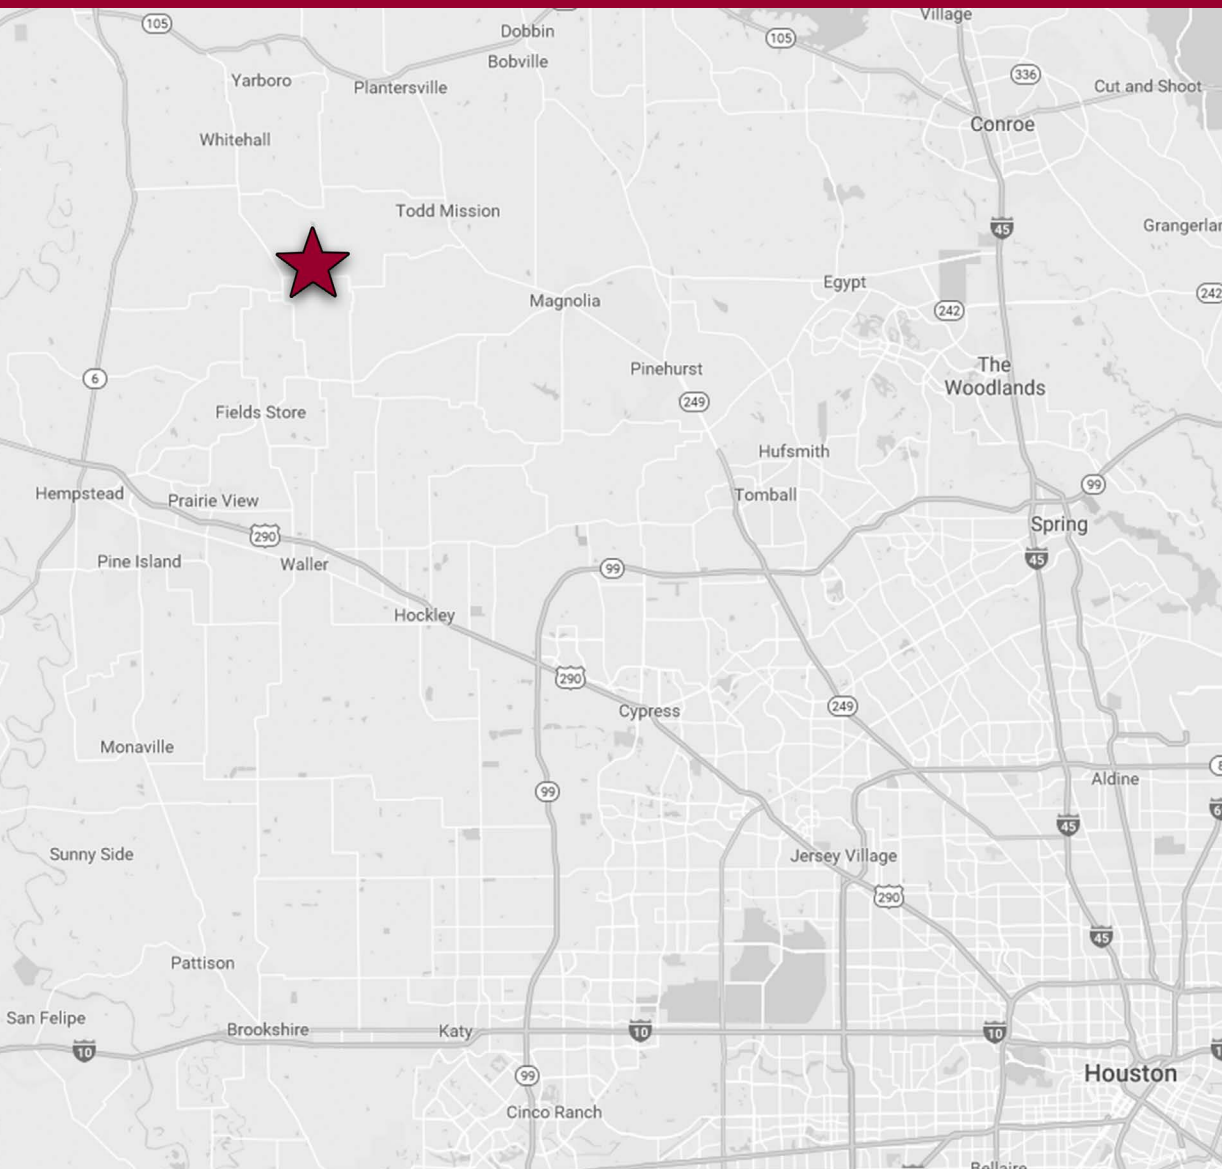 Village
105
Dobbin
105
Bobville
336
Yarboro
Plantersville
Cut and Shoot
Conroe
Whitehall
Todd Mission
45
Egypt
242
242
Magnolia
The
Woodlands
Pinehurst
6
249
Fields Store
Hufsmith
99
Hempstead
Prairie View
Tomball
Spring
290
Pine Island
Waller
99
45
Hockley
290
Cypress
249
Monaville
99
Aldine
45
Sunny Side
Jersey Village
290
45
Pattison
San Felipe
Brookshire
Katy
10
10
10
Houston
99
Cinco Ranch